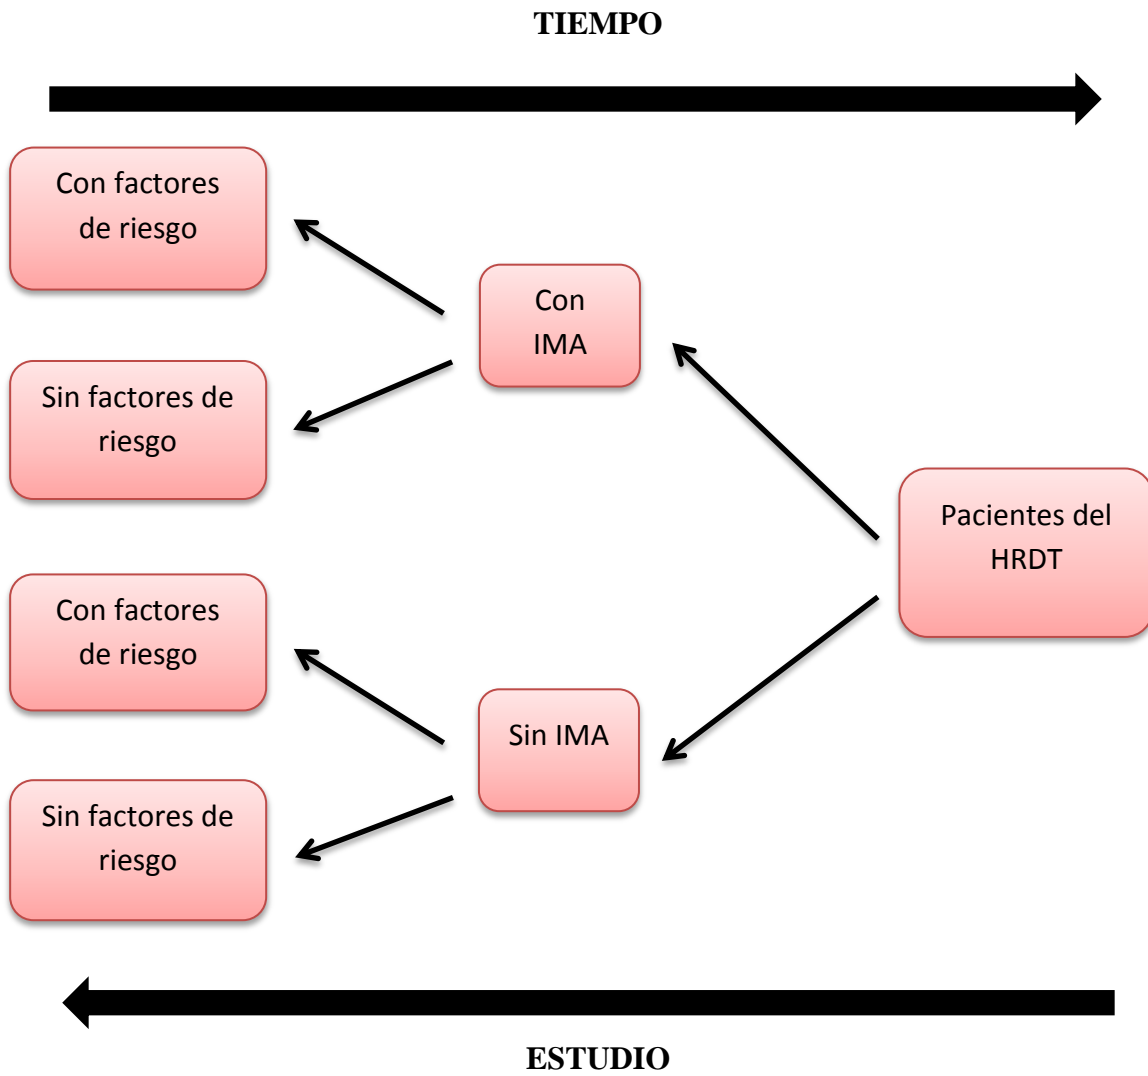 TIEMPO
Con factores
de riesgo
Sin factores de
riesgo
Con factores
de riesgo
Sin factores de
riesgo
Con
IMA
Sin IMA
Pacientes del
HRDT
ESTUDIO